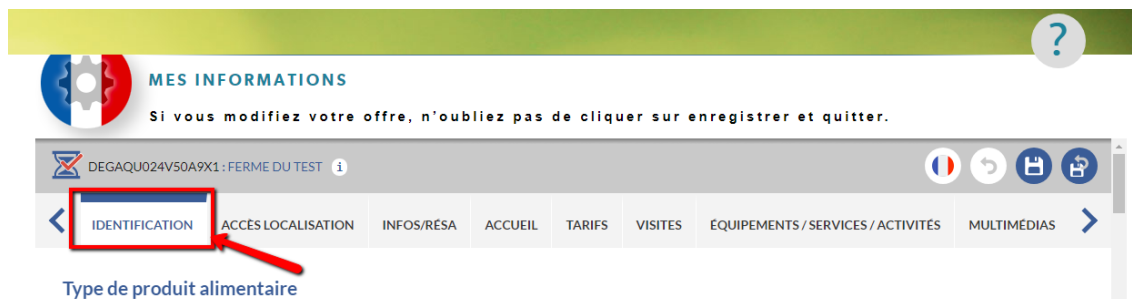 ?
MES INFORMATIONS
Si vous modifiez votre offre, n'oubliez pas de cliquer sur enregistrer et quitter.
DEGAQU024V50A9X1 : FERME DU TEST i
IDENTIFICATION ACCÈS LOCALISATION INFOS/RÉSA ACCUEIL TARIFS VISITES ÉQUIPEMENTS / SERVICES / ACTIVITÉS MULTIMÉDIAS
Type de produit alimentaire